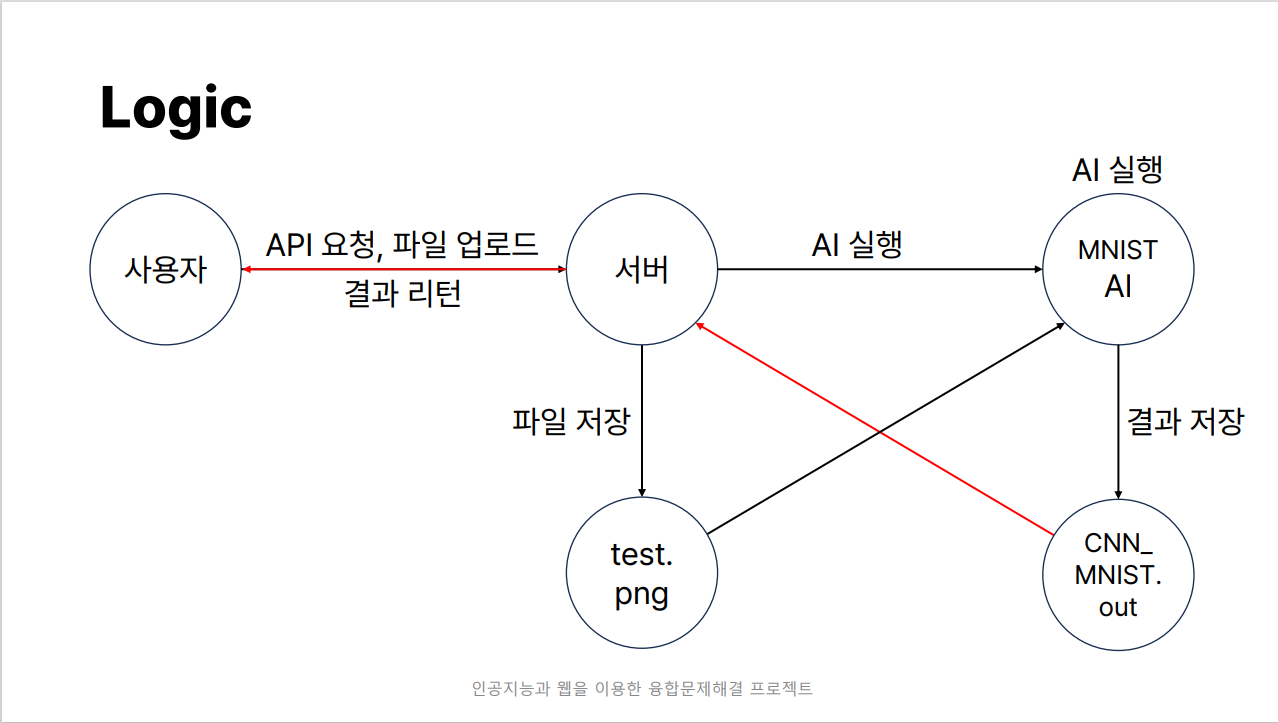 Logic
AI 실행
사용자
API 요청, 파일 업로드
결과 리턴
서버
AI 실행
MNIST
AI
파일 저장
결과 저장
test.
png
CNN_
MNIST.
out
인공지능과 웹을 이용한 융합문제해결 프로젝트